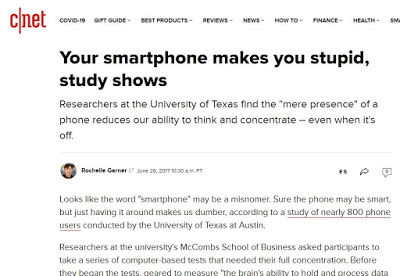 c|net
COVID-19 GIFT GUIDE BEST PRODUCTS REVIEWS NEWS HOW TO FINANCE HEALTH
Your smartphone makes you stupid,
study shows
Researchers at the University of Texas find the "mere presence" of a
phone reduces our ability to think and concentrate -- even when it's
off.
Rochelle Garner June 26, 2017 10:30 a.m. PT
ES
Looks like the word "smartphone" may be a misnomer. Sure the phone may be smart,
but just having it around makes us dumber, according to a study of nearly 800 phone
users conducted by the University of Texas at Austin.
Researchers at the university's McCombs School of Business asked participants to
take a series of computer-based tests that needed their full concentration. Before
they began the tests, geared to measure "the brain's ability to hold and process data